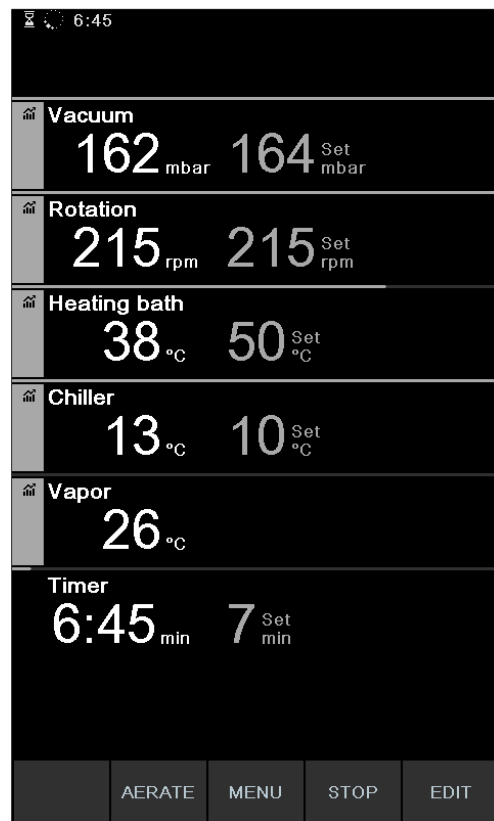 6:45
Vacuum
162 mbar 164 Set mbar
Rotation
215 rpm 215 Set rpm
Heating bath
38 °C 50 Set °C
Chiller
13 °C 10 Set °C
Vapor
26 °C
Timer
6:45 min 7 Set min
AERATE MENU STOP EDIT